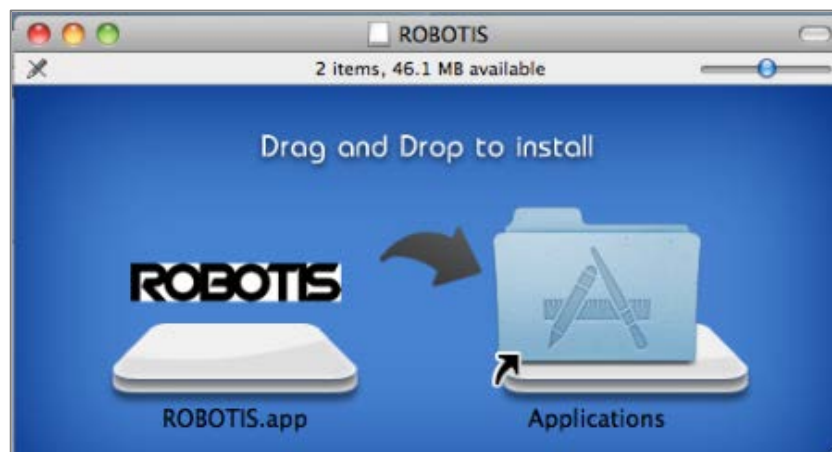 ROBOTIS
2 items, 46.1 MB available
Drag and Drop to install
ROBOTIS
ROBOTIS.app
Applications